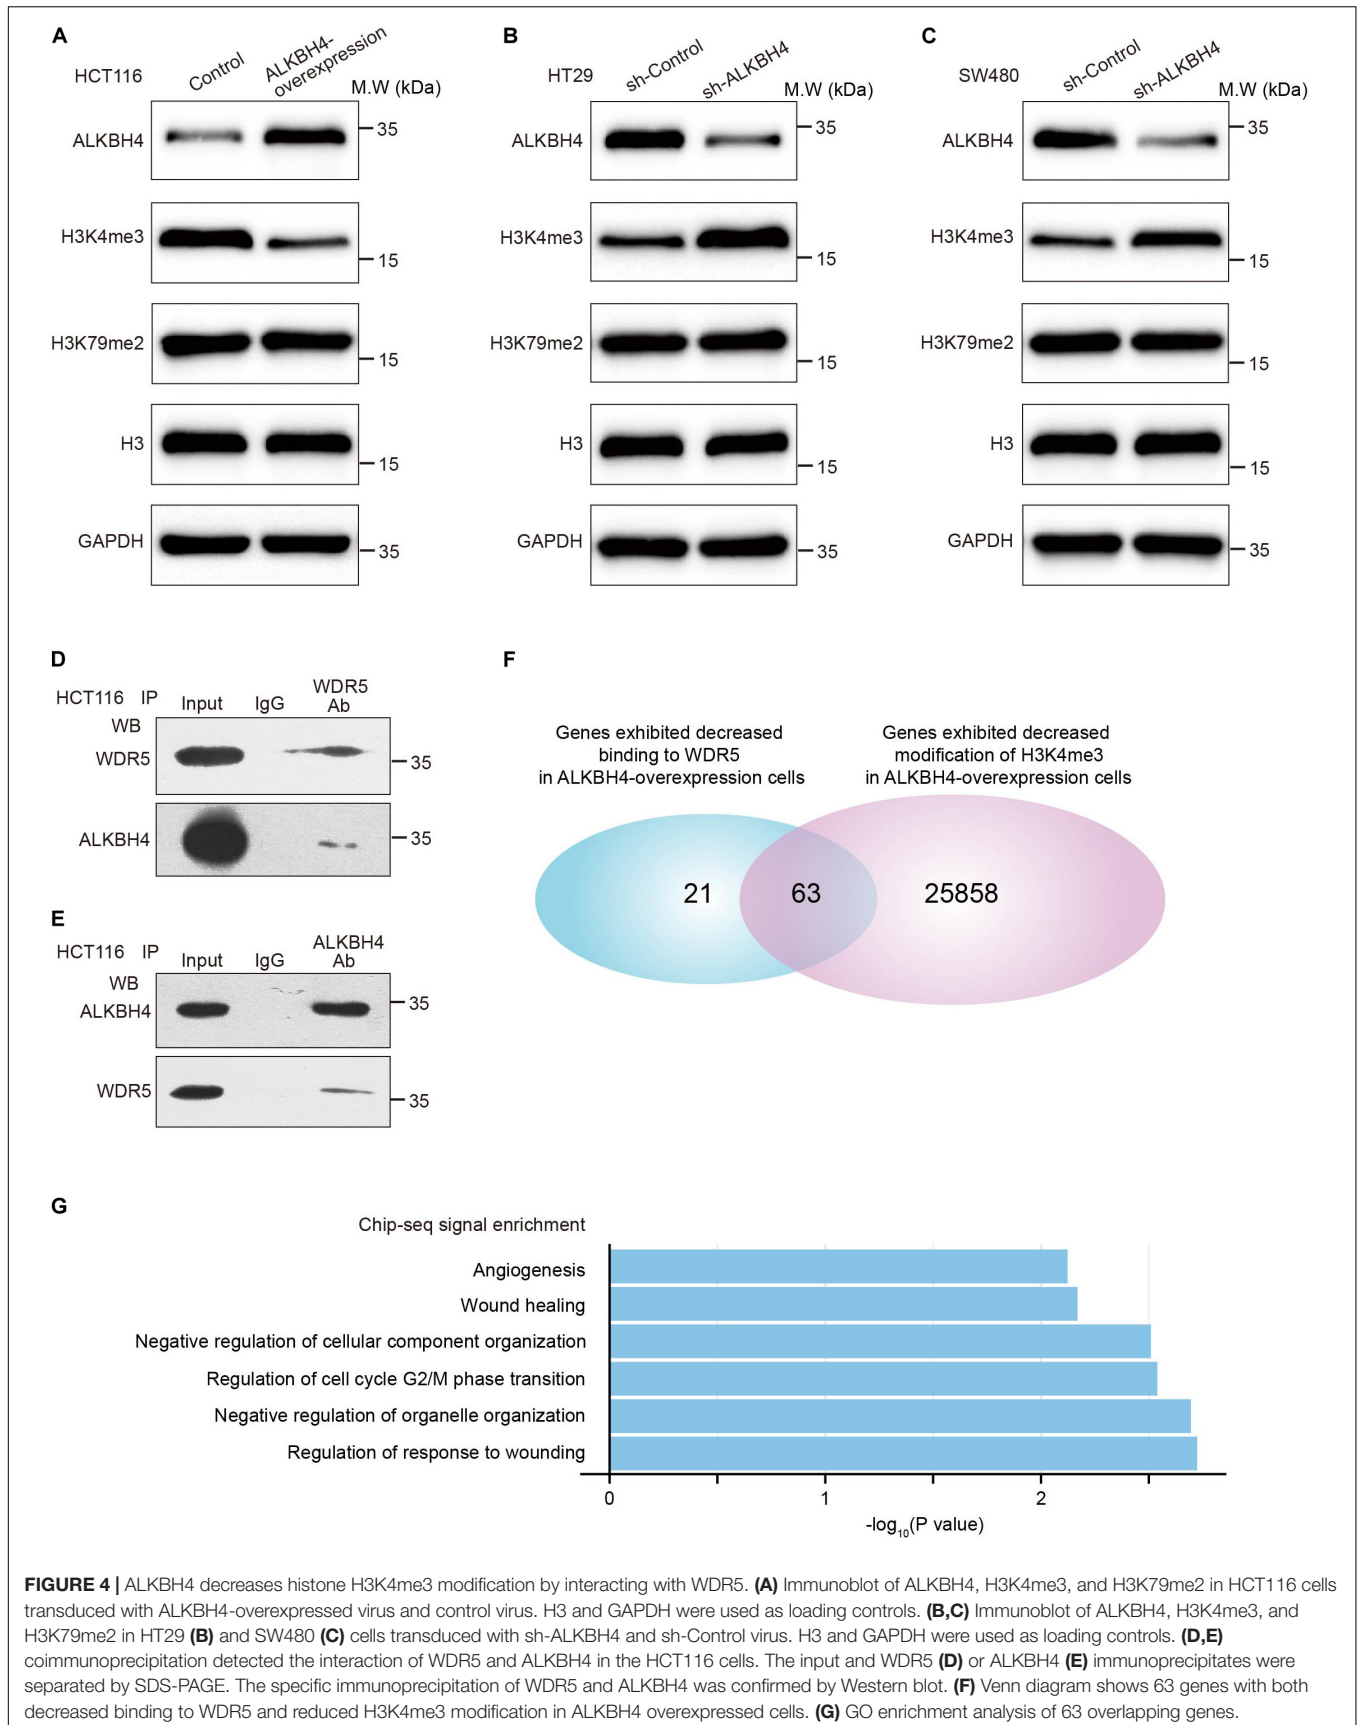 A
HCT116
Control
ALKBH4-
overexpression
M.W (kDa)
ALKBH4
35
H3K4me3
15
H3K79me2
15
H3
15
GAPDH
35
B
HT29
sh-Control
sh-ALKBH4
M.W (kDa)
ALKBH4
35
H3K4me3
15
H3K79me2
15
H3
15
GAPDH
35
C
SW480
sh-Control
sh-ALKBH4
M.W (kDa)
ALKBH4
35
H3K4me3
15
H3K79me2
15
H3
15
GAPDH
35
D
HCT116 IP Input IgG WDR5
Ab
WB
WDR5
35
ALKBH4
35
E
HCT116 IP Input IgG ALKBH4
Ab
WB
ALKBH4
35
WDR5
35
F
Genes exhibited decreased
binding to WDR5
in ALKBH4-overexpression cells
Genes exhibited decreased
modification of H3K4me3
in ALKBH4-overexpression cells
21 63 25858
G
Chip-seq signal enrichment
Angiogenesis
Wound healing
Negative regulation of cellular component organization
Regulation of cell cycle G2/M phase transition
Negative regulation of organelle organization
Regulation of response to wounding
0 1 2
-log10(P value)
FIGURE 4 | ALKBH4 decreases histone H3K4me3 modification by interacting with WDR5. (A) Immunoblot of ALKBH4, H3K4me3, and H3K79me2 in HCT116 cells
transduced with ALKBH4-overexpressed virus and control virus. H3 and GAPDH were used as loading controls. (B,C) Immunoblot of ALKBH4, H3K4me3, and
H3K79me2 in HT29 (B) and SW480 (C) cells transduced with sh-ALKBH4 and sh-Control virus. H3 and GAPDH were used as loading controls. (D,E)
coimmunoprecipitation detected the interaction of WDR5 and ALKBH4 in the HCT116 cells. The input and WDR5 (D) or ALKBH4 (E) immunoprecipitates were
separated by SDS-PAGE. The specific immunoprecipitation of WDR5 and ALKBH4 was confirmed by Western blot. (F) Venn diagram shows 63 genes with both
decreased binding to WDR5 and reduced H3K4me3 modification in ALKBH4 overexpressed cells. (G) GO enrichment analysis of 63 overlapping genes.